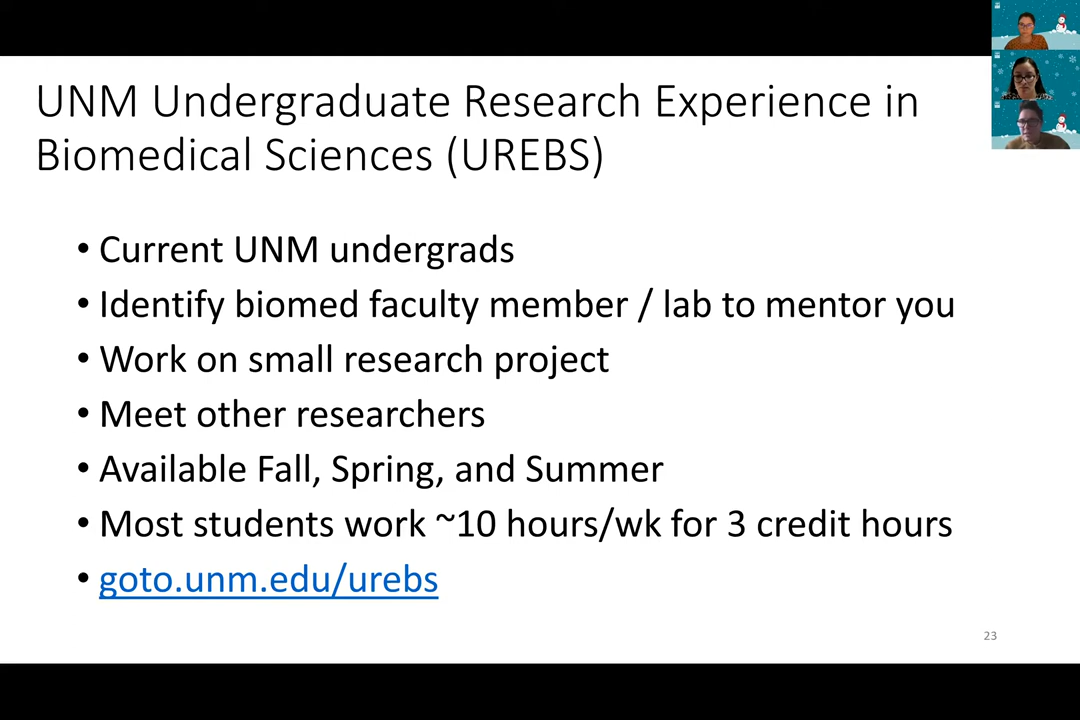 UNM Undergraduate Research Experience in
Biomedical Sciences (UREBS)
• Current UNM undergrads
• Identify biomed faculty member / lab to mentor you
• Work on small research project
• Meet other researchers
• Available Fall, Spring, and Summer
• Most students work ~10 hours/wk for 3 credit hours
• goto.unm.edu/urebs
23